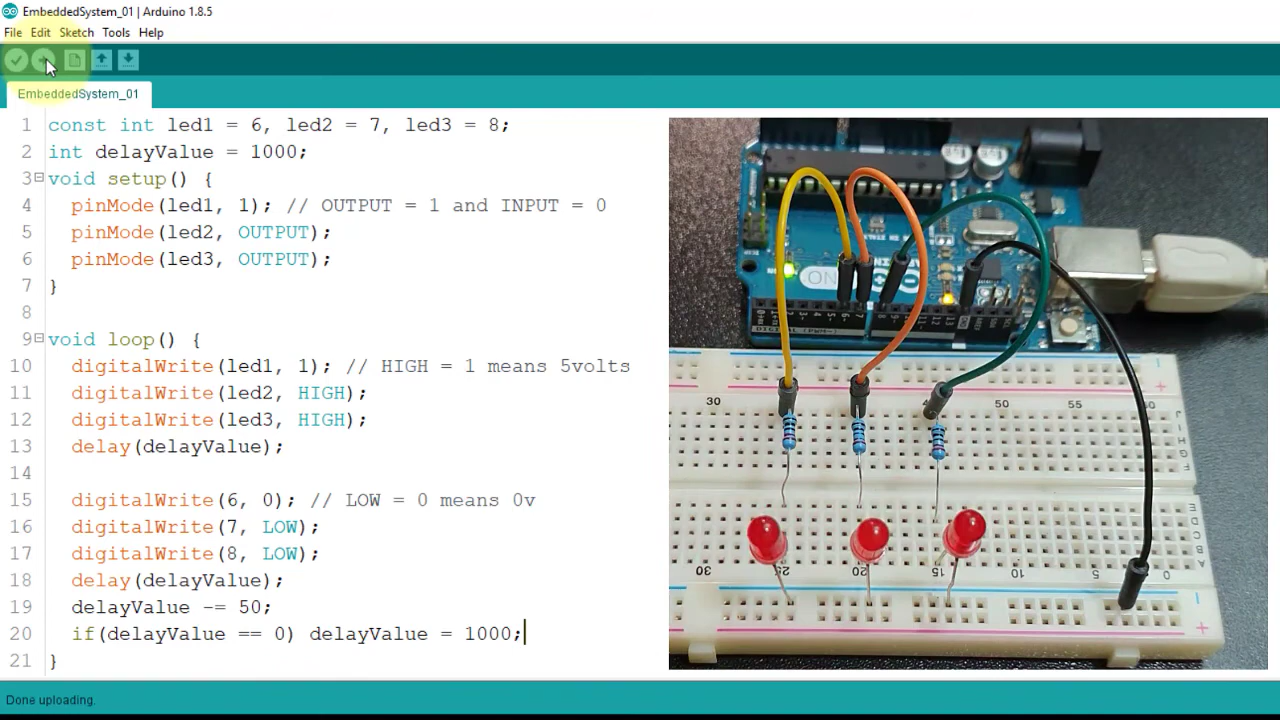 EmbeddedSystem_01 | Arduino 1.8.5
File Edit Sketch Tools Help
EmbeddedSystem_01
1 const int led1 = 6, led2 = 7, led3 = 8;
2 int delayValue = 1000;
3 void setup() {
4 pinMode(led1, 1); // OUTPUT = 1 and INPUT = 0
5 pinMode(led2, OUTPUT);
6 pinMode(led3, OUTPUT);
7 }
8
9 void loop() {
10 digitalWrite(led1, 1); // HIGH = 1 means 5volts
11 digitalWrite(led2, HIGH);
12 digitalWrite(led3, HIGH);
13 delay(delayValue);
14
15 digitalWrite(6, 0); // LOW = 0 means 0v
16 digitalWrite(7, LOW);
17 digitalWrite(8, LOW);
18 delay(delayValue);
19 delayValue -= 50;
20 if(delayValue == 0) delayValue = 1000;
21 }
ON
DIGITAL
30 50 55 60
J
I
H
G
F
E
D
C
B
A
30 25 20 15 10 5 0
Done uploading.